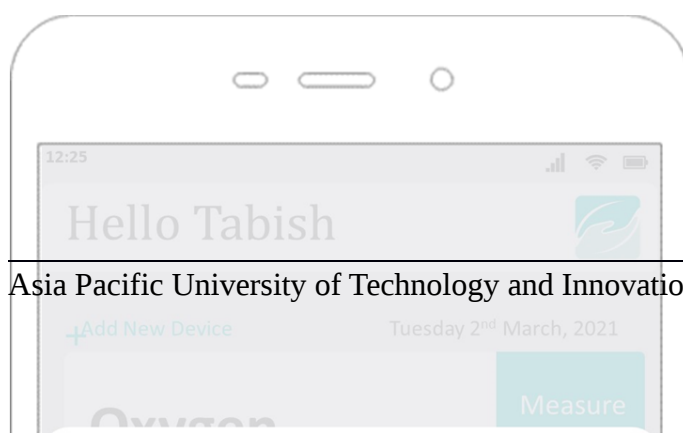 12:25
Hello Tabish
Asia Pacific University of Technology and Innovatio
+Add New Device Tuesday 2nd March, 2021
Oxygen Measure